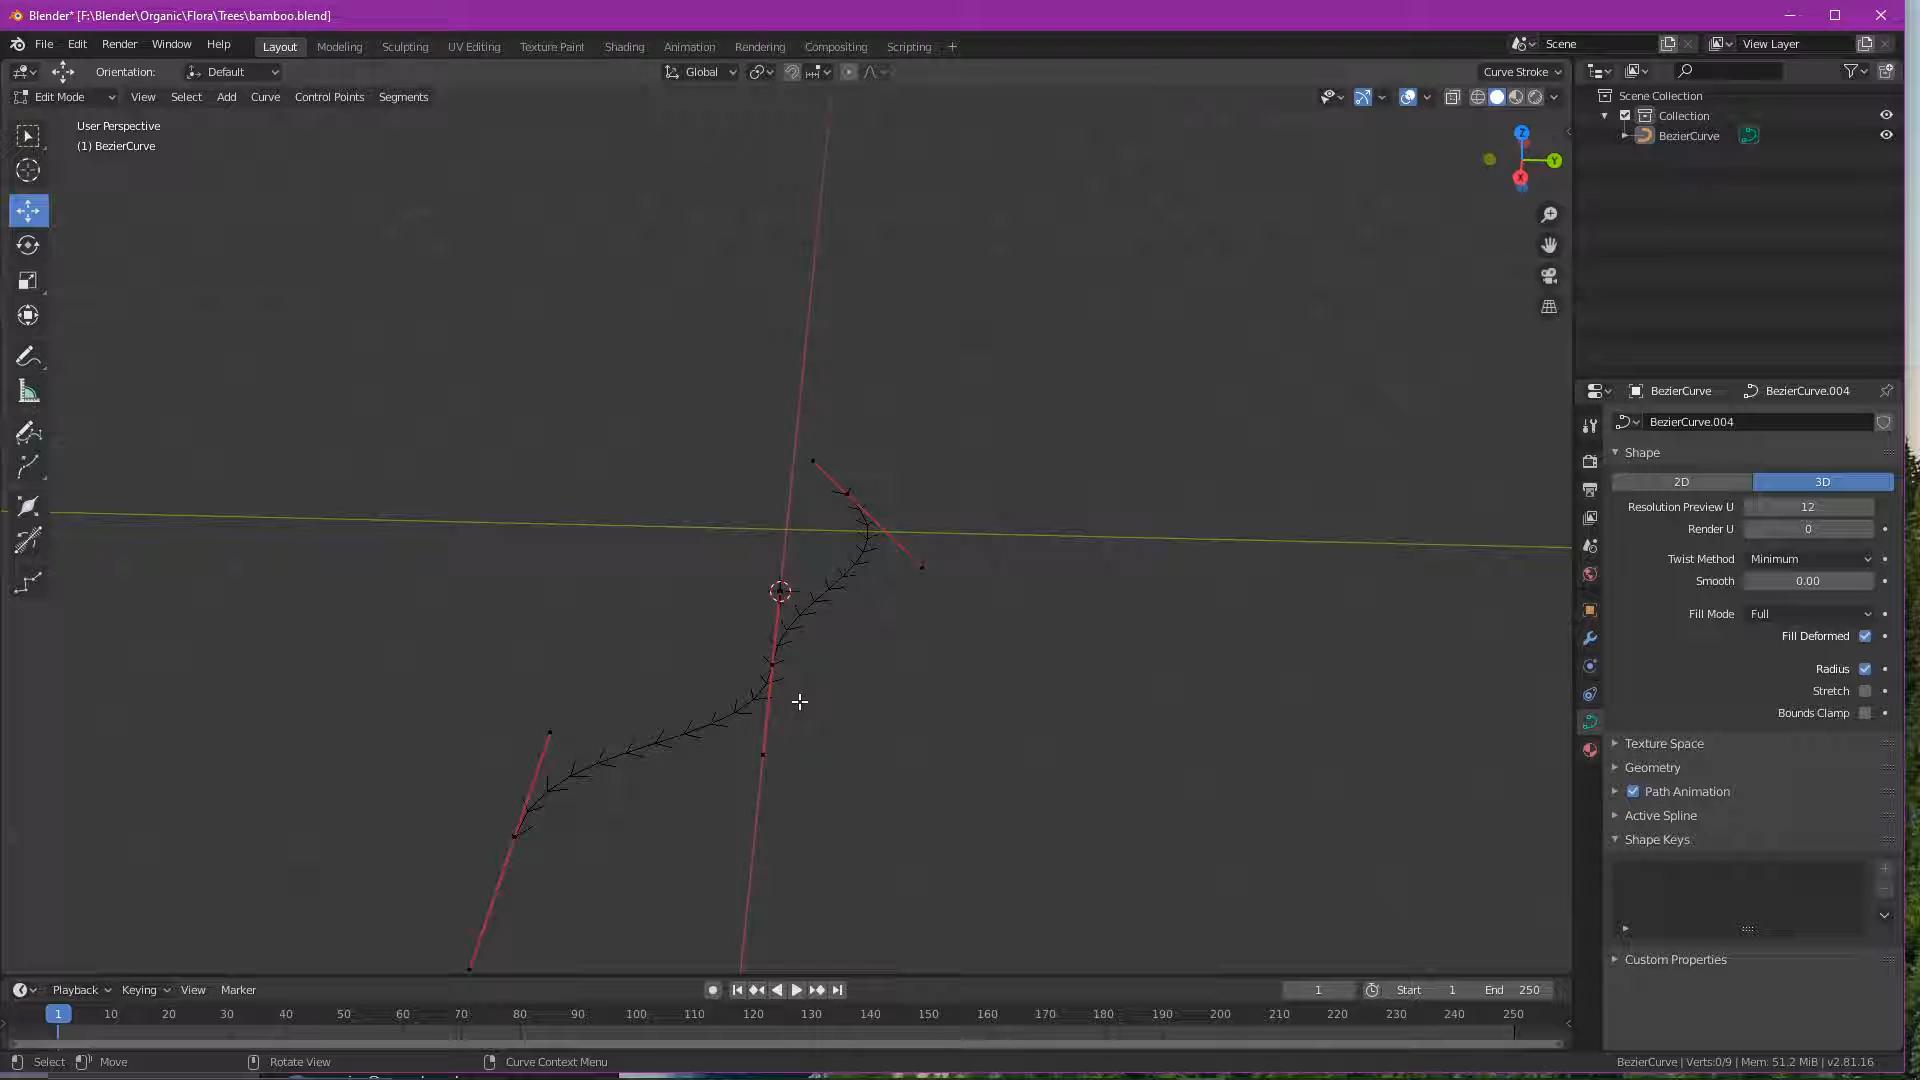 Blender* [F:\Blender\Organic\Flora\Trees\bamboo.blend]
File Edit Render Window Help Layout Modeling Sculpting UV Editing Texture Paint Shading Animation Rendering Compositing Scripting + Scene View Layer
Orientation: Default Global Curve Stroke
Edit Mode View Select Add Curve Control Points Segments
User Perspective
(1) BezierCurve
Z
Y
X
Scene Collection
Collection
BezierCurve
BezierCurve BezierCurve.004
BezierCurve.004
Shape
2D 3D
Resolution Preview U 12
Render U 0
Twist Method Minimum
Smooth 0.00
Fill Mode Full
Fill Deformed
Radius
Stretch
Bounds Clamp
Texture Space
Geometry
Path Animation
Active Spline
Shape Keys
Custom Properties
Playback Keying View Marker 1 Start 1 End 250
1 10 20 30 40 50 60 70 80 90 100 110 120 130 140 150 160 170 180 190 200 210 220 230 240 250
Select Move Rotate View Curve Context Menu BezierCurve | Verts:0/9 | Mem: 51.2 MiB | v2.81.16